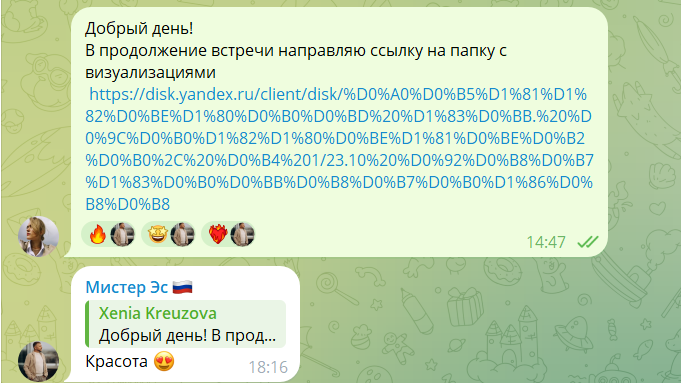 Добрый день!
В продолжение встречи направляю ссылку на папку с
визуализациями
https://disk.yandex.ru/client/disk/%D0%A0%D0%B5%D1%81%D1%
82%D0%BE%D1%80%D0%B0%D0%BD%20%D1%83%D0%BB.%20%D
0%9C%D0%B0%D1%82%D1%80%D0%BE%D1%81%D0%BE%D0%B2
%D0%B0%2C%20%D0%B4%201/23.10%20%D0%92%D0%B8%D0%B7
%D1%83%D0%B0%D0%BB%D0%B8%D0%B7%D0%B0%D1%86%D0%
B8%D0%B8
🔥 🤩 ❤️‍🔥
14:47
Мистер Эс 🇷🇺
Xenia Kreuzova
Добрый день! В прод...
Красота 😍
18:16